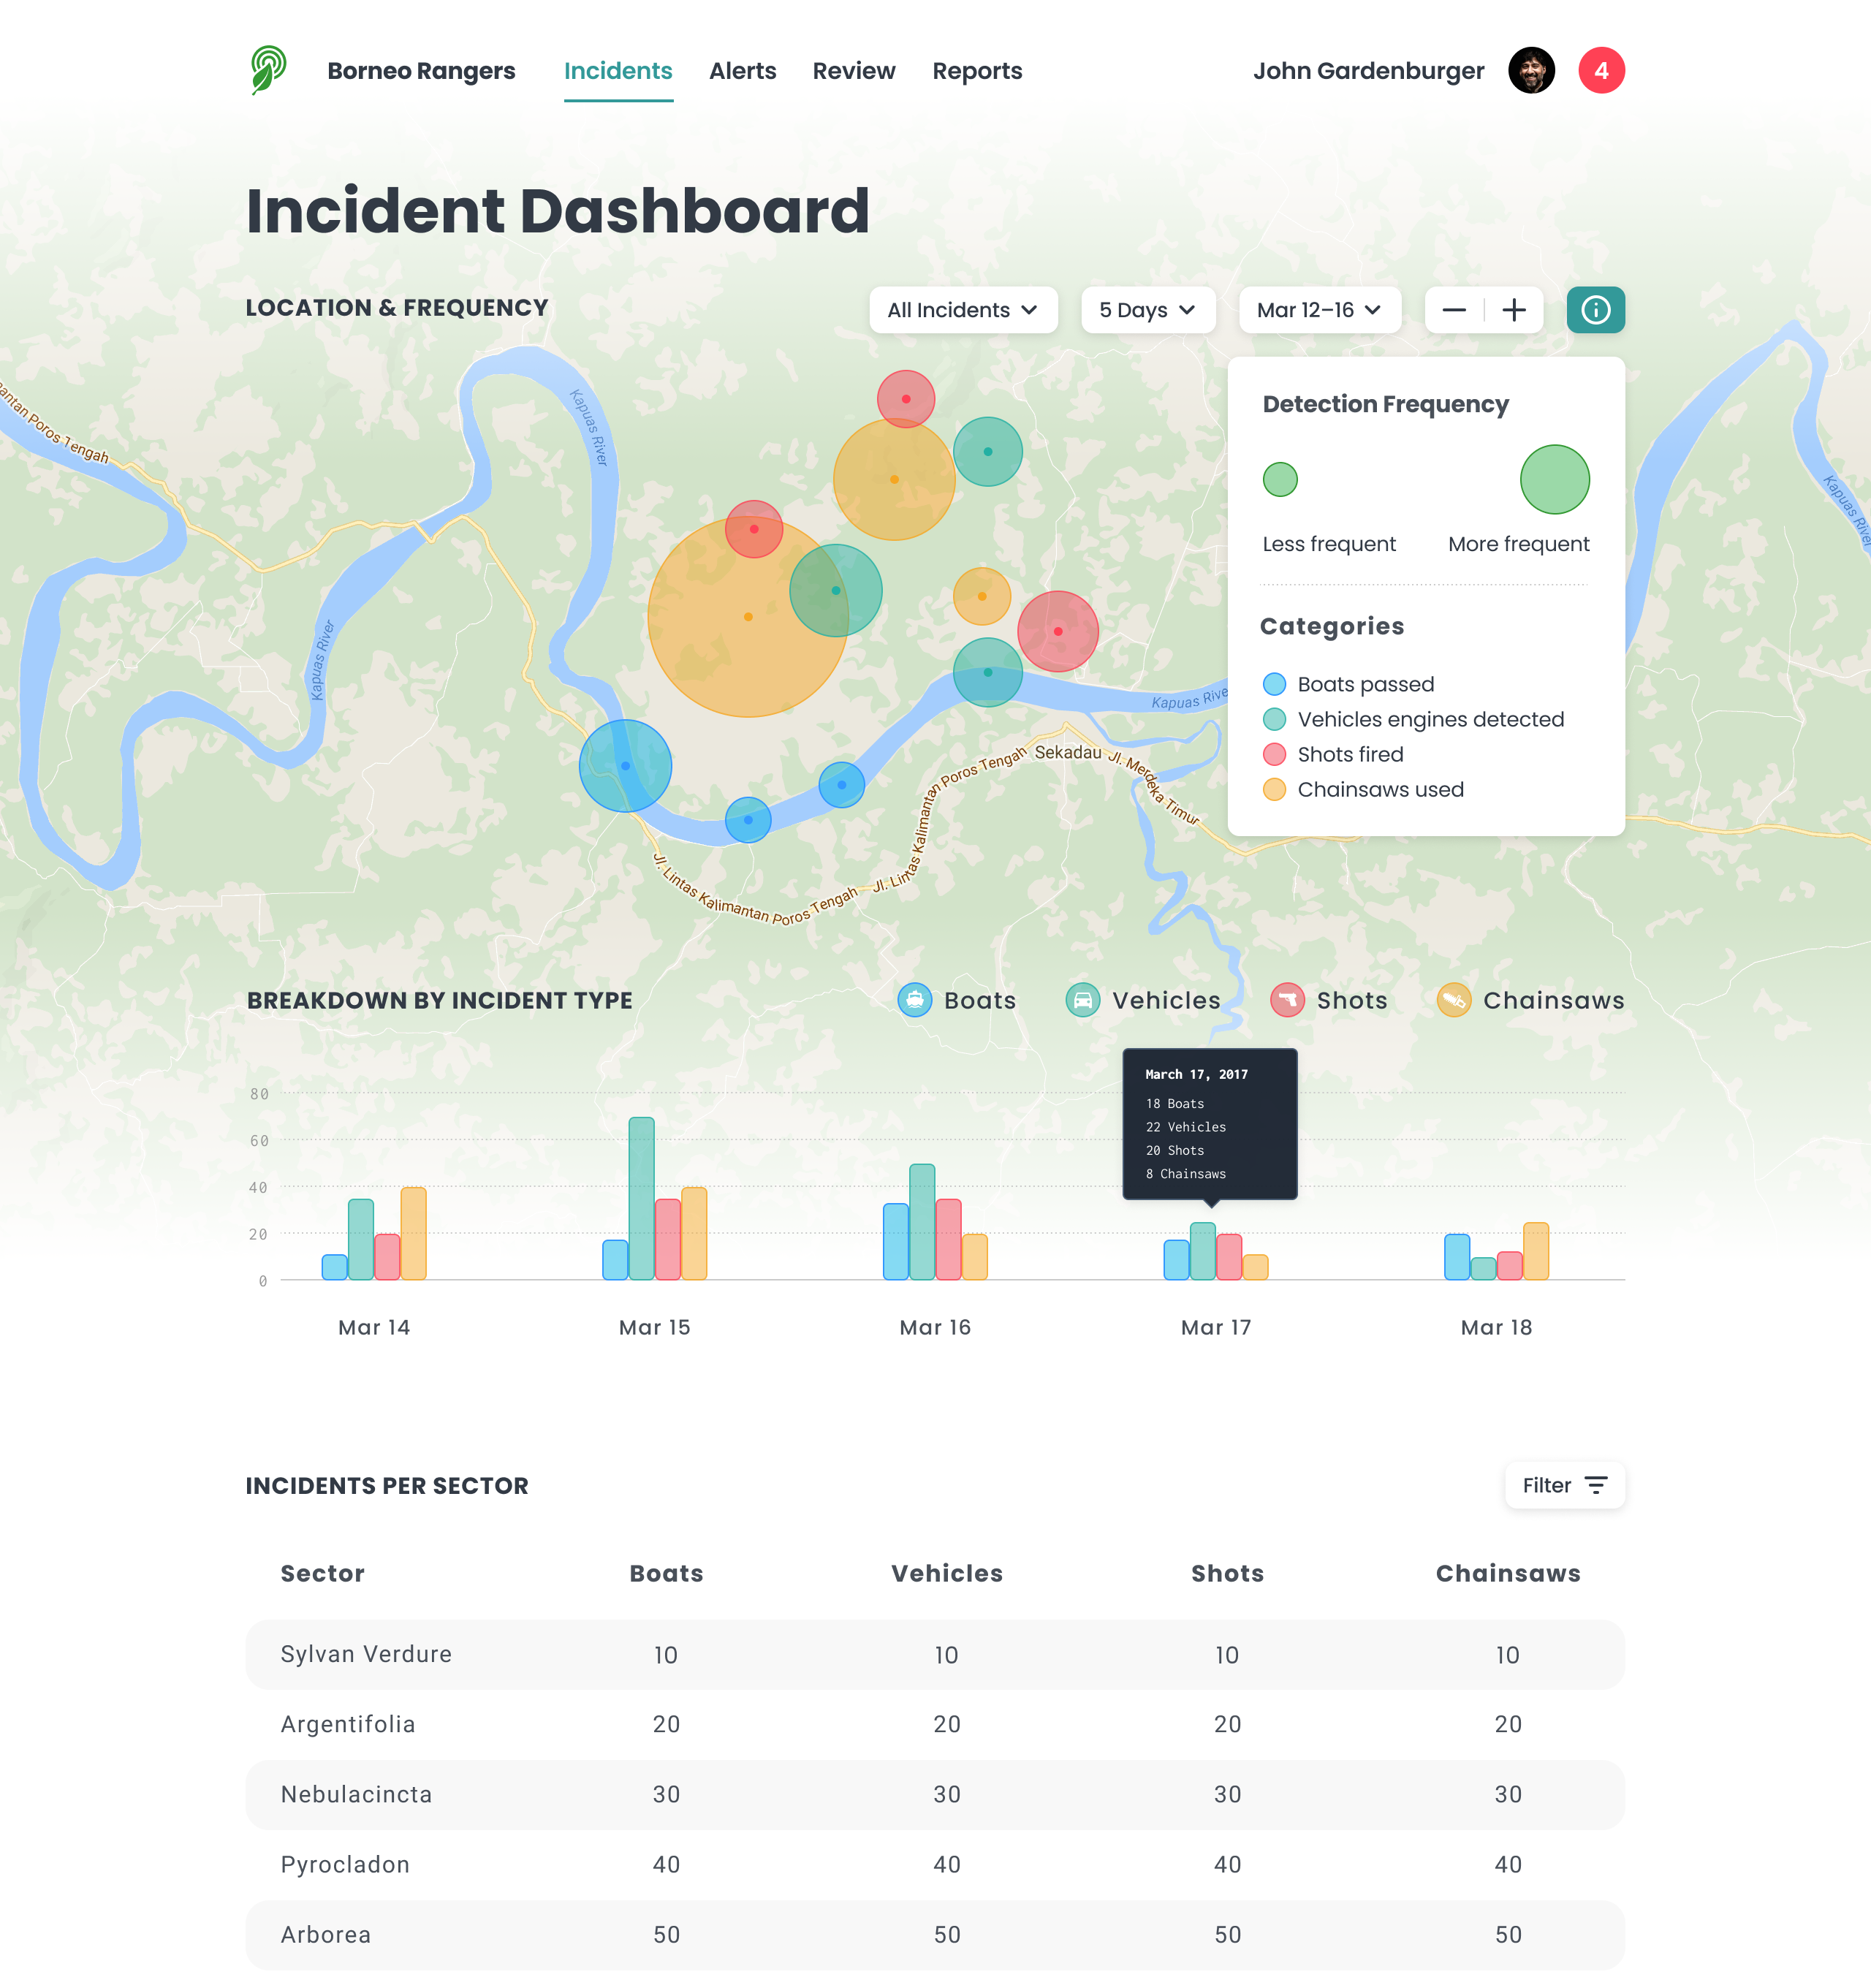 Borneo Rangers
Incidents
Alerts
Review
Reports
John Gardenburger
4
Incident Dashboard
LOCATION & FREQUENCY
All Incidents
5 Days
Mar 12–16
Detection Frequency
Less frequent
More frequent
Categories
Boats passed
Vehicles engines detected
Shots fired
Chainsaws used
antan Poros Tengah
Kapuas River
Kapuas River
Kapuas River
Kapuas Rive
Sekadau
Jl. Merdeka Timur
Jl. Lintas Kalimantan Poros Tengah
Jl. Lintas Kalimantan Poros Tengah
BREAKDOWN BY INCIDENT TYPE
Boats
Vehicles
Shots
Chainsaws
March 17, 2017
18 Boats
22 Vehicles
20 Shots
8 Chainsaws
80
60
40
20
0
Mar 14
Mar 15
Mar 16
Mar 17
Mar 18
INCIDENTS PER SECTOR
Filter
Sector Boats Vehicles Shots Chainsaws
Sylvan Verdure 10 10 10 10
Argentifolia 20 20 20 20
Nebulacincta 30 30 30 30
Pyrocladon 40 40 40 40
Arborea 50 50 50 50